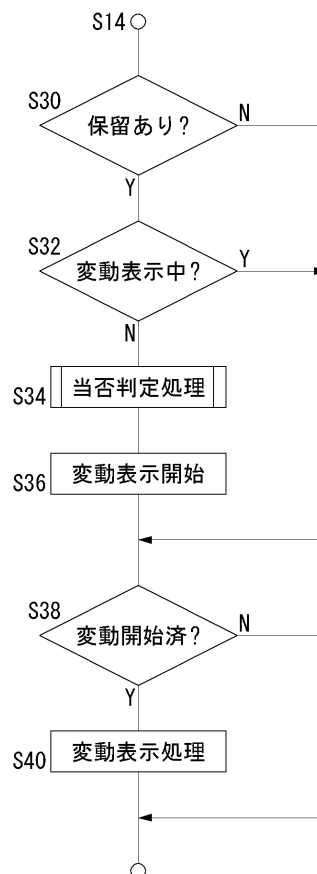 S14
S30
保留あり?
N
Y
S32
変動表示中?
Y
N
S34
当否判定処理
S36
変動表示開始
S38
変動開始済?
N
Y
S40
変動表示処理